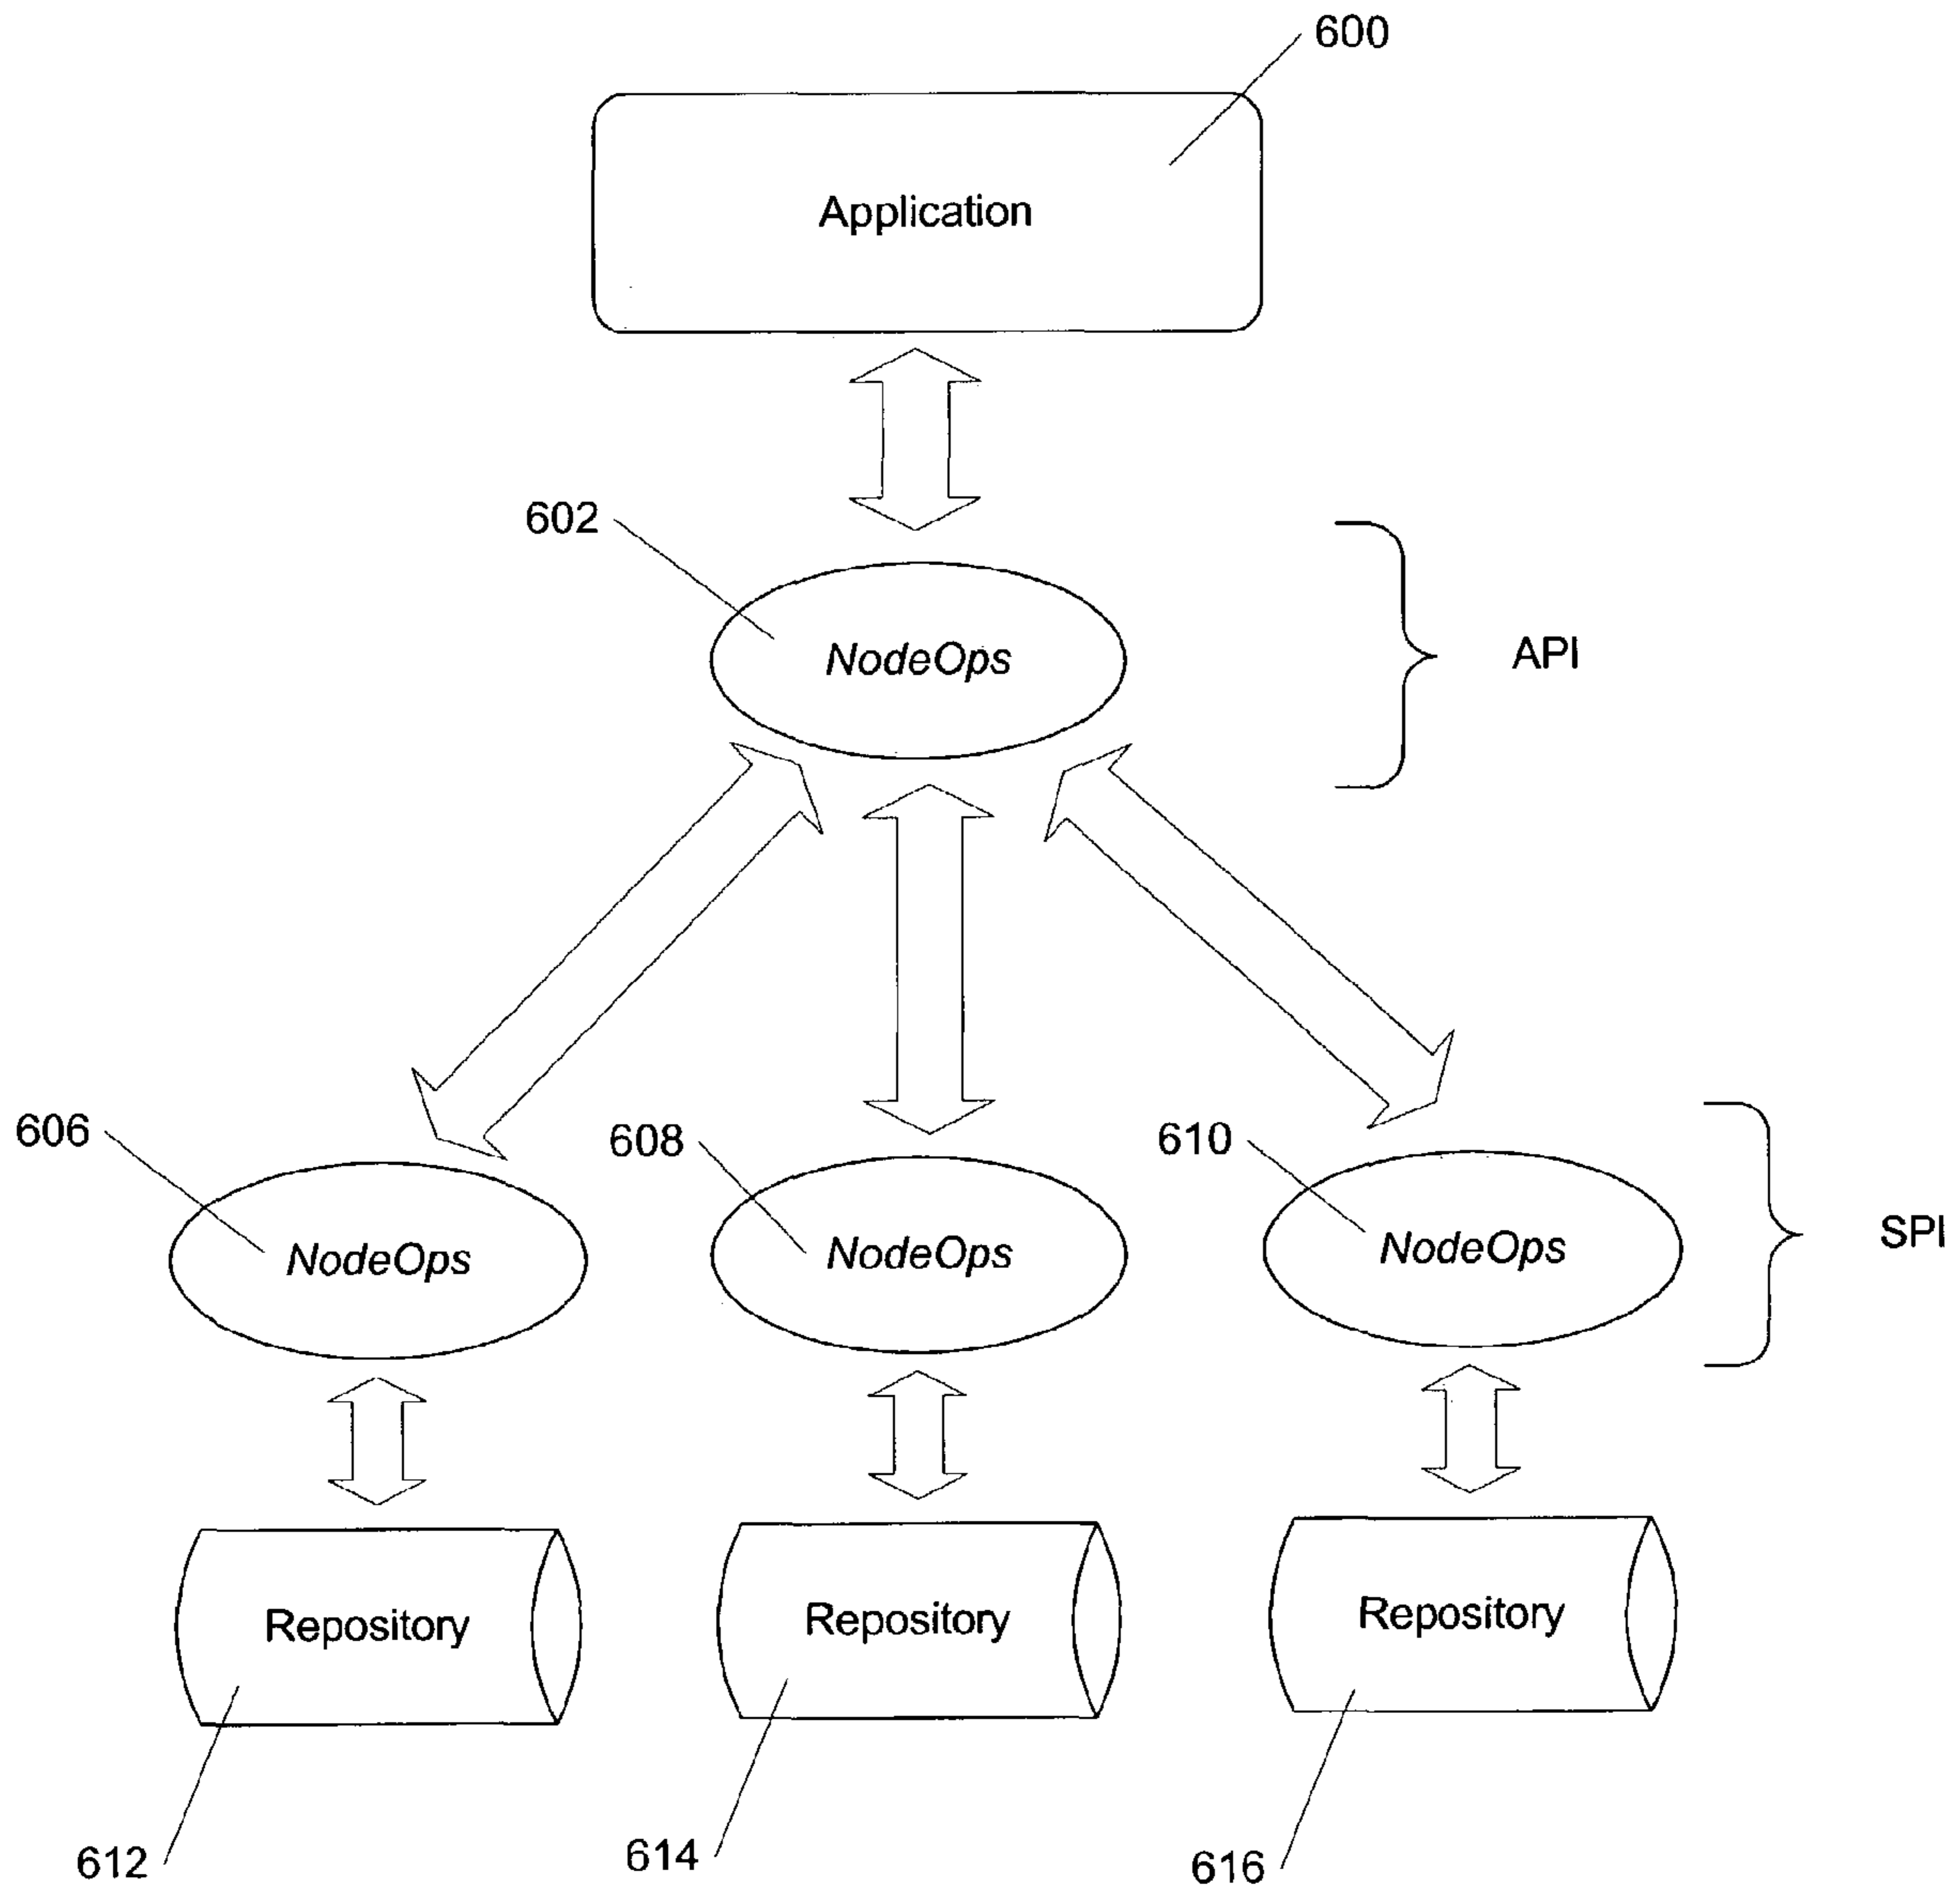 600
Application
602
NodeOps
API
606
608
610
NodeOps
NodeOps
NodeOps
SPI
Repository
Repository
Repository
612
614
616